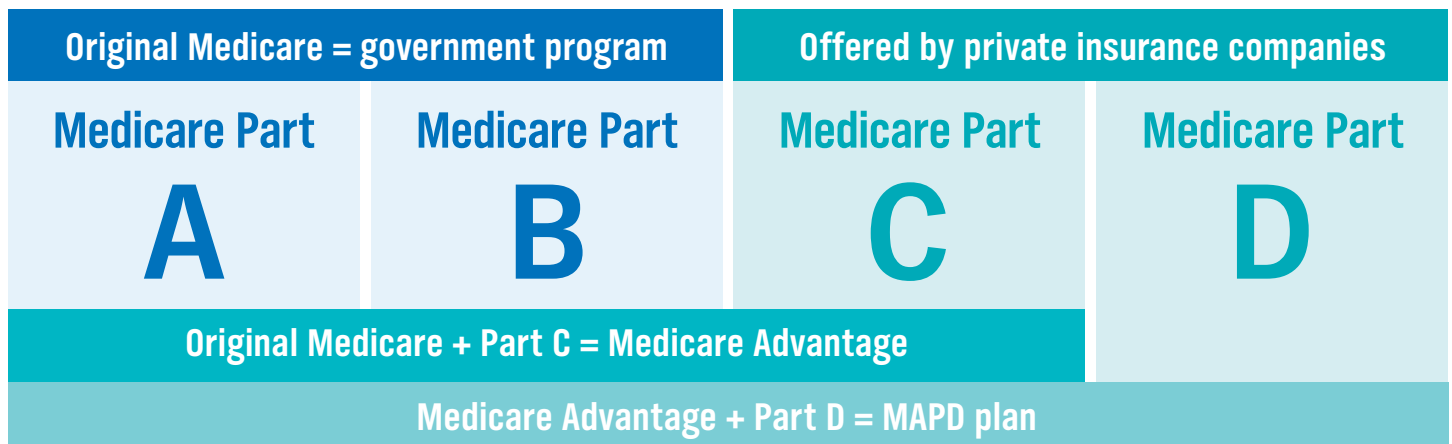 Original Medicare = government program
Offered by private insurance companies
Medicare Part
A
Medicare Part
B
Medicare Part
C
Medicare Part
D
Original Medicare + Part C = Medicare Advantage
Medicare Advantage + Part D = MAPD plan